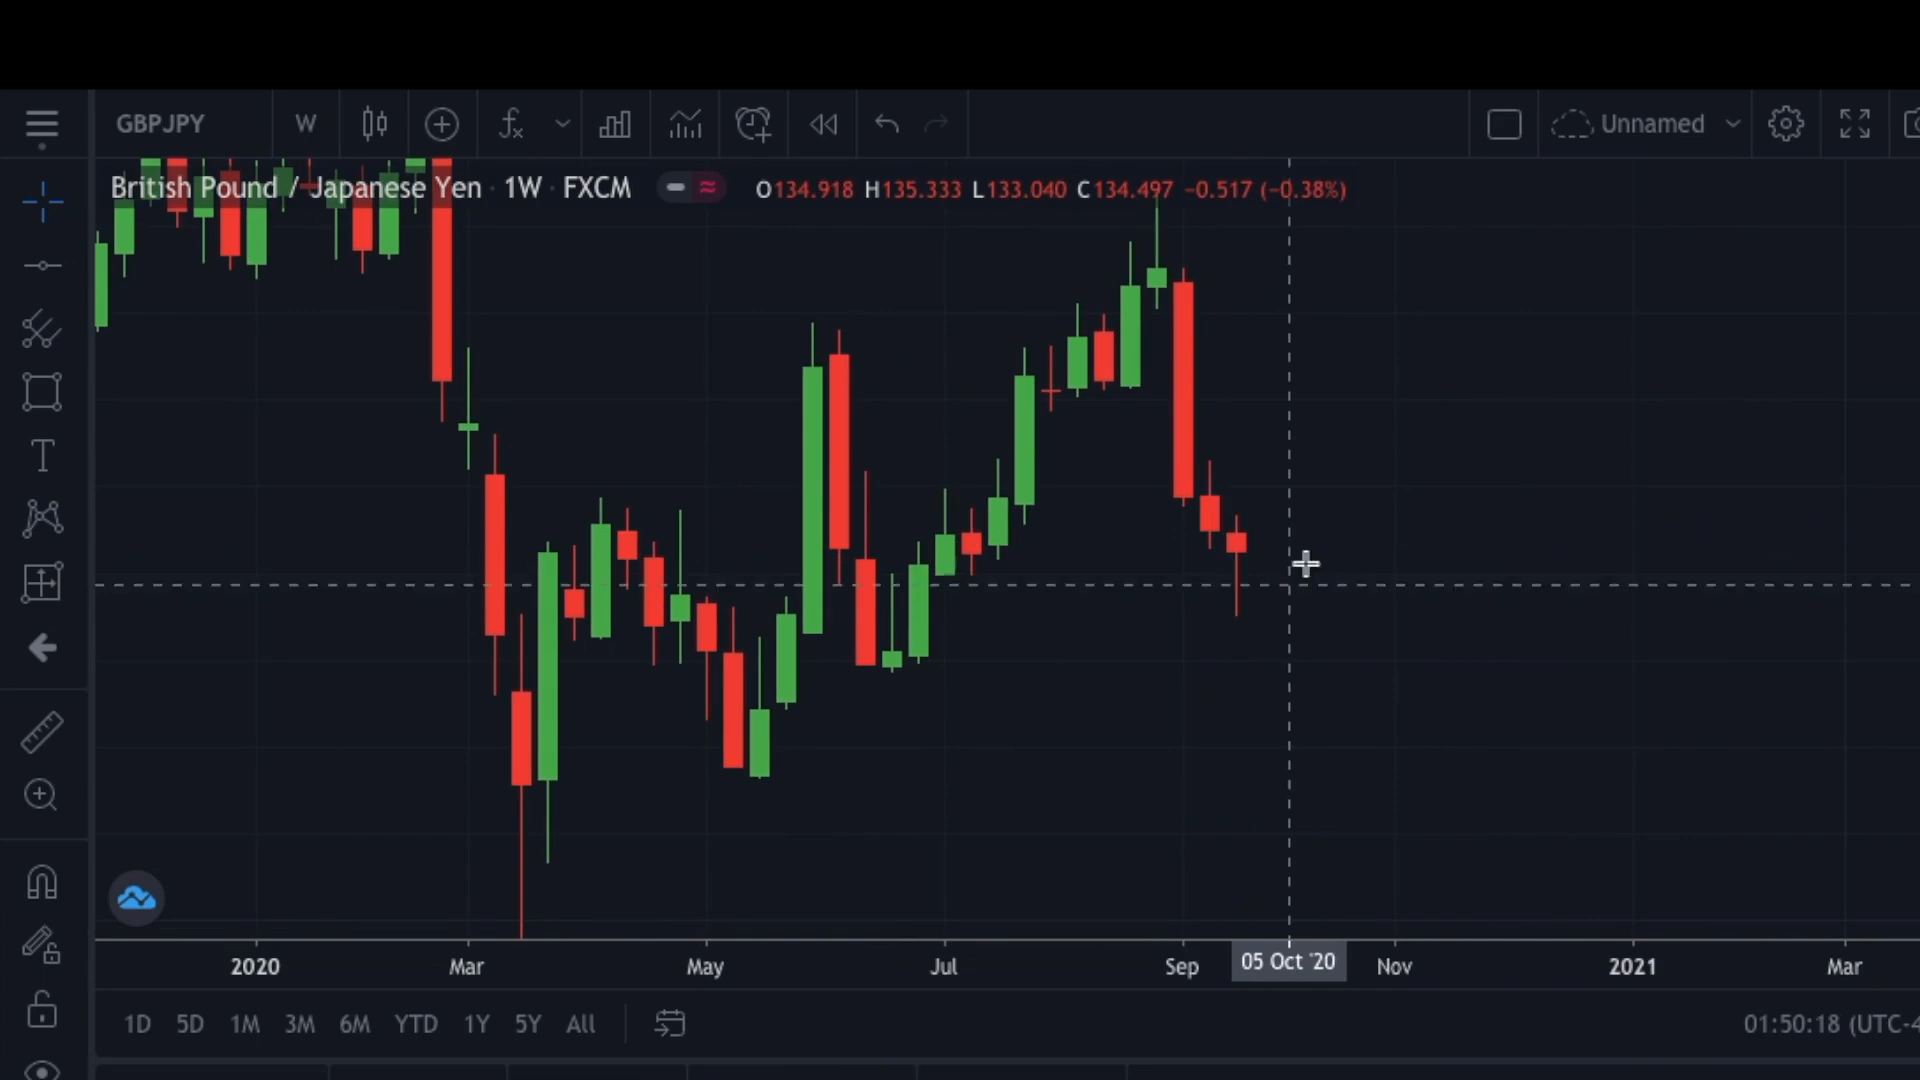 GBPJPY W fx Unnamed
British Pound / Japanese Yen · 1W · FXCM O134.918 H135.333 L133.040 C134.497 −0.517 (−0.38%)
T
2020 Mar May Jul Sep 05 Oct '20 Nov 2021 Mar
1D 5D 1M 3M 6M YTD 1Y 5Y All 01:50:18 (UTC-4